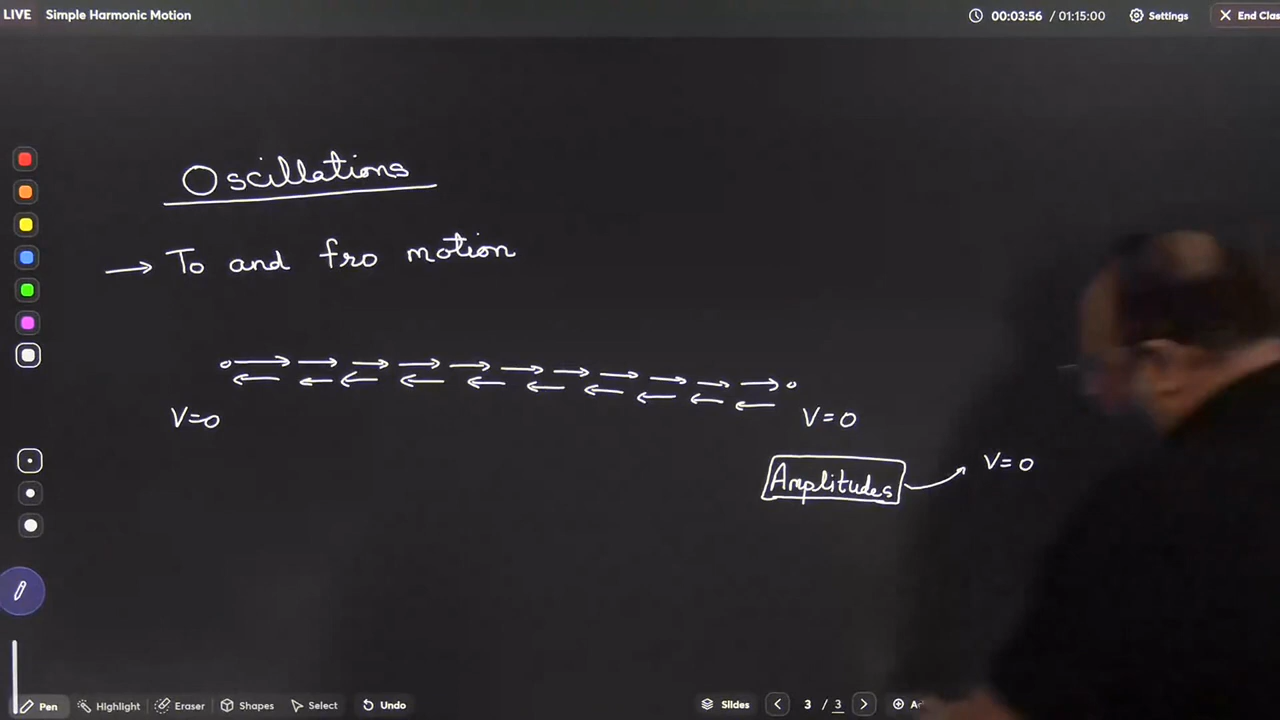 LIVE Simple Harmonic Motion 00:03:56 / 01:15:00 Settings End
Oscillations
→ To and fro motion
V=0
V=0
Amplitudes
V=0
Pen Highlight Eraser Shapes Select Undo Slides 3 / 3